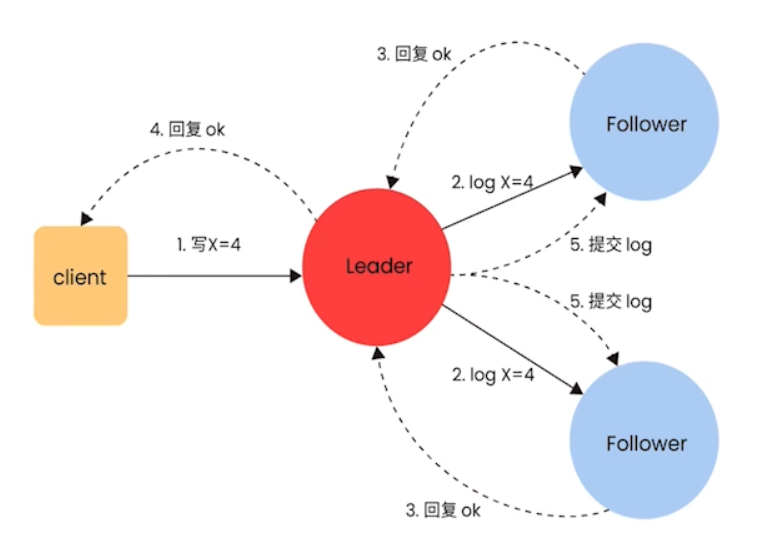 3. 回复 ok
Follower
4. 回复 ok
2. log X=4
1. 写X=4
5. 提交 log
Leader
client
5. 提交 log
2. log X=4
Follower
3. 回复 ok